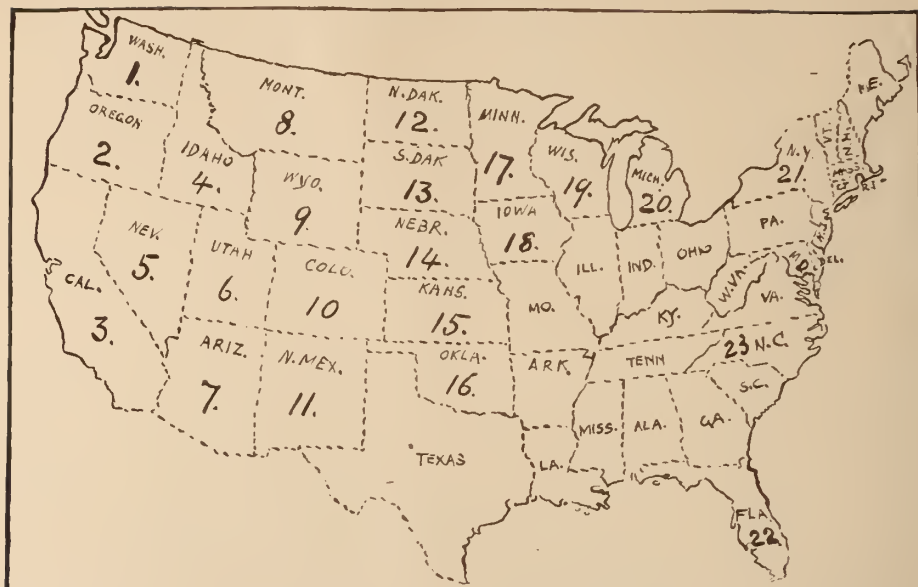 WASH.
1.
OREGON
2.
CAL.
3.
IDAHO
4.
NEV.
5.
UTAH
6.
ARIZ.
7.
MONT.
8.
WYO.
9.
COLO.
10
N.MEX.
11.
N.DAK.
12.
S.DAK
13.
NEBR.
14.
KANS.
15.
OKLA.
16.
TEXAS
MINN.
17.
IOWA
18.
MO.
ARK.
LA.
WIS.
19.
ILL.
MICH.
20.
IND.
OHIO
KY.
TENN
MISS.
ALA.
GA.
FLA.
22.
S.C.
23 N.C.
VA.
W.VA.
MD.
DEL.
PA.
N.J.
N.Y.
21.
VT.
N.H.
CT
R.I.